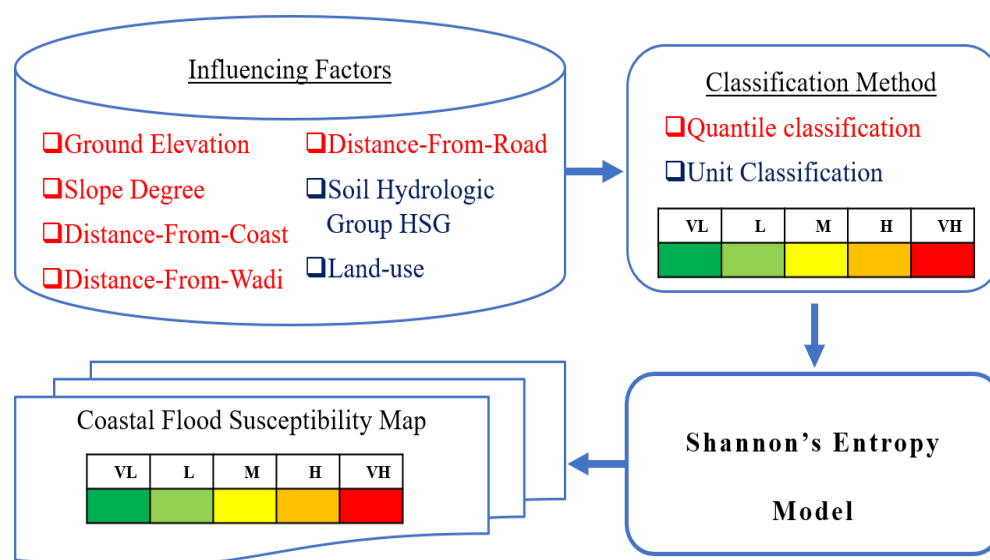 Influencing Factors
❑Ground Elevation
❑Slope Degree
❑Distance-From-Coast
❑Distance-From-Wadi
❑Distance-From-Road
❑Soil Hydrologic
Group HSG
❑Land-use
Classification Method
❑Quantile classification
❑Unit Classification
VL L M H VH
Shannon’s Entropy
Model
Coastal Flood Susceptibility Map
VL L M H VH